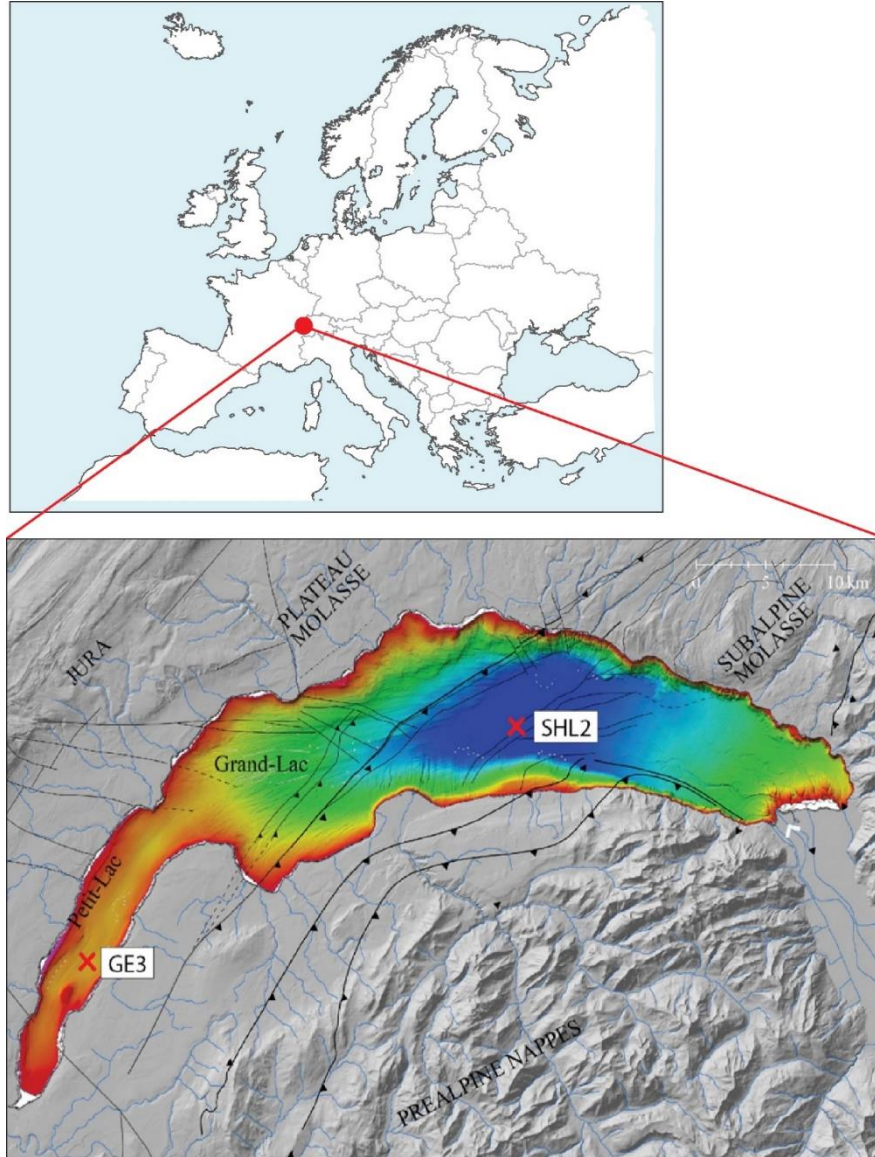 JURA
PLATEAU
MOLASSE
SUBALPINE
MOLASSE
0 5 10 km
SHL2
Grand-Lac
Petit-Lac
GE3
PREALPINE NAPPES